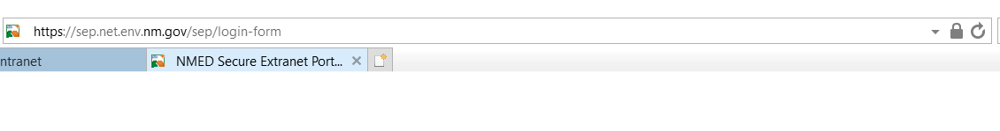 https://sep.net.env.nm.gov/sep/login-form
ntranet NMED Secure Extranet Port...